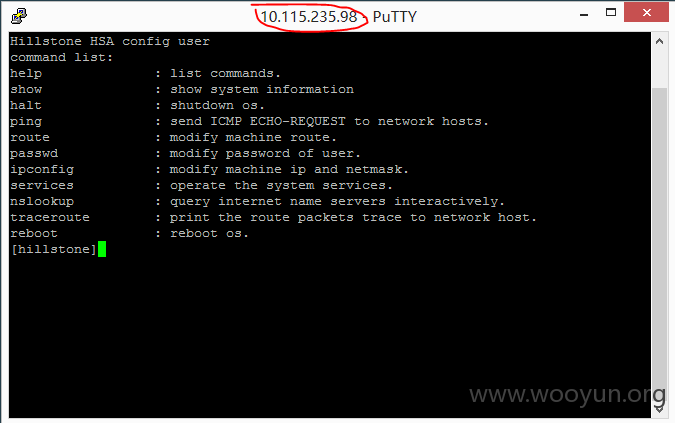 10.115.235.98 - PuTTY
Hillstone HSA config user
command list:
help : list commands.
show : show system information
halt : shutdown os.
ping : send ICMP ECHO-REQUEST to network hosts.
route : modify machine route.
passwd : modify password of user.
ipconfig : modify machine ip and netmask.
services : operate the system services.
nslookup : query internet name servers interactively.
traceroute : print the route packets trace to network host.
reboot : reboot os.
[hillstone]
www.wooyun.org